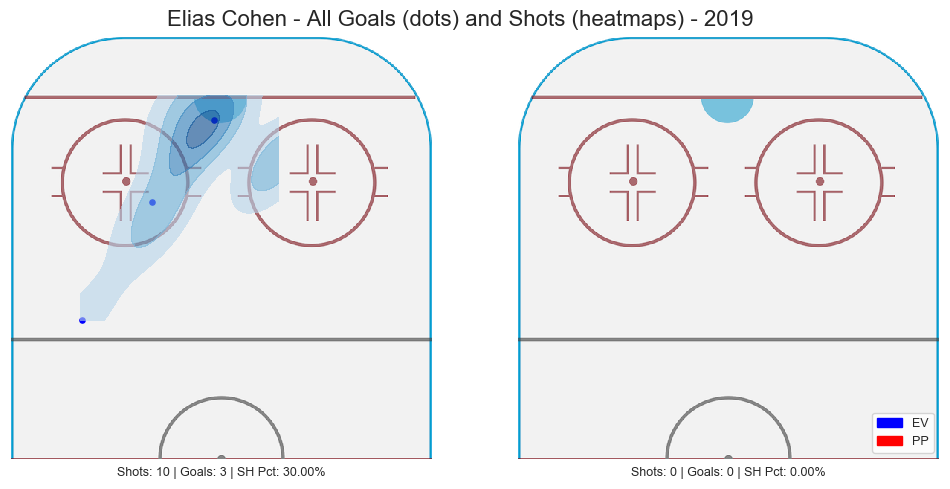 Elias Cohen - All Goals (dots) and Shots (heatmaps) - 2019
EV
PP
Shots: 10 | Goals: 3 | SH Pct: 30.00%
Shots: 0 | Goals: 0 | SH Pct: 0.00%